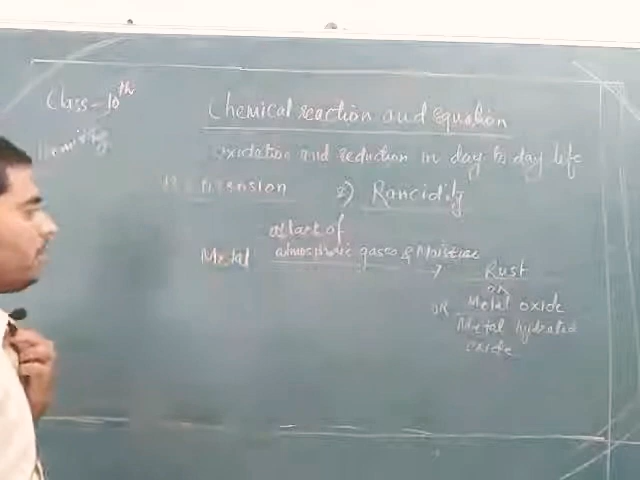 Class - 10th
Chemical reaction and Equation
oxidation and reduction in day to day life
2) Rancidity
attack of
Metal atmospheric gases & Moisture
Rust
OR
OR Metal oxide
Metal hydrated
oxide